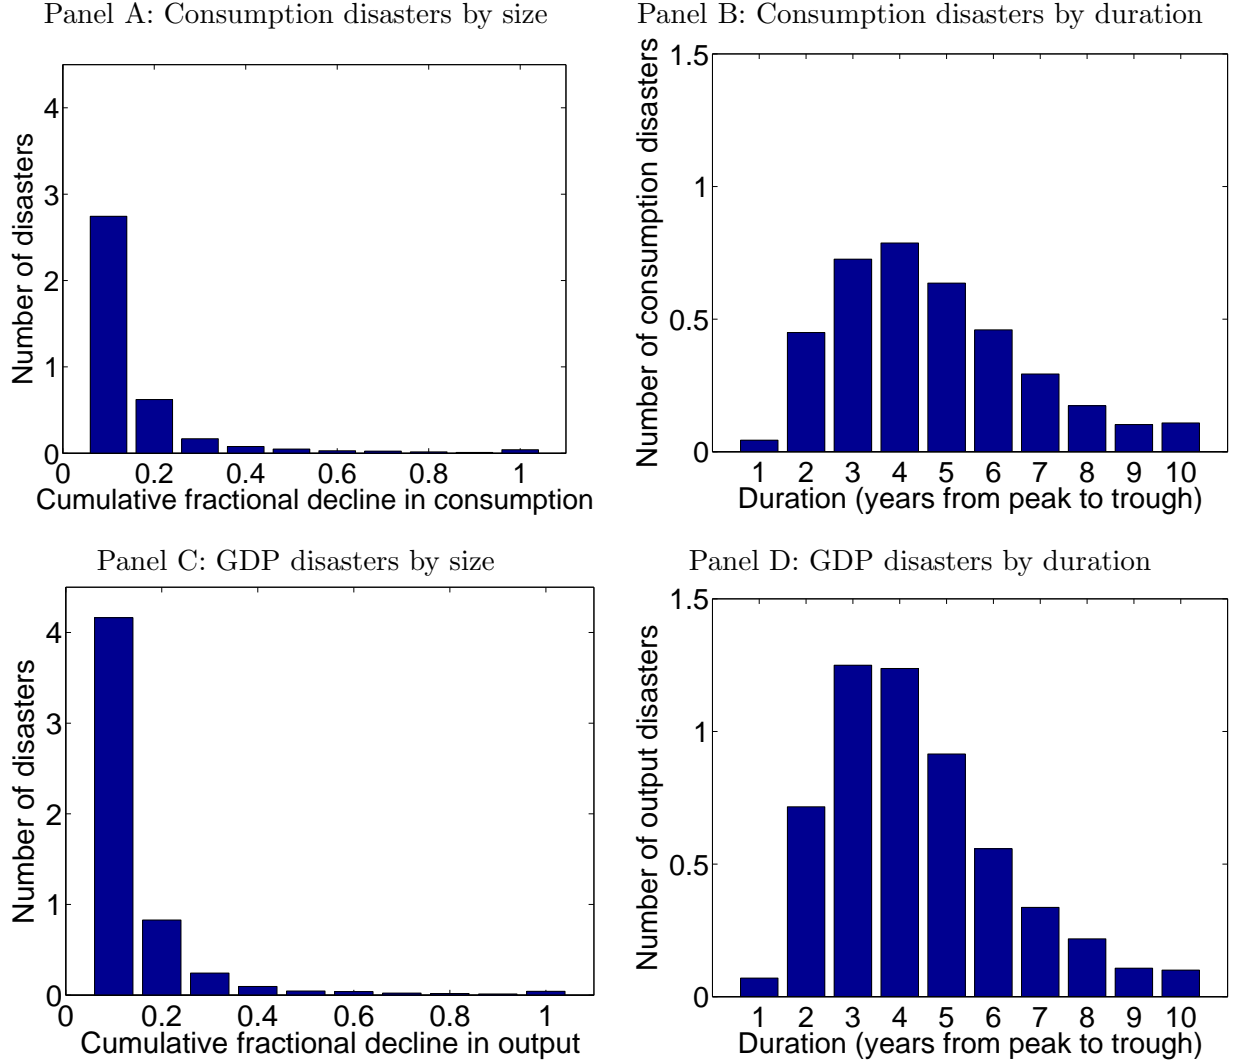 Panel A: Consumption disasters by size
Number of disasters
4
3
2
1
0
0 0.2 0.4 0.6 0.8 1
Cumulative fractional decline in consumption
Panel B: Consumption disasters by duration
Number of consumption disasters
1.5
1
0.5
0
1 2 3 4 5 6 7 8 9 10
Duration (years from peak to trough)
Panel C: GDP disasters by size
Number of disasters
4
3
2
1
0
0 0.2 0.4 0.6 0.8 1
Cumulative fractional decline in output
Panel D: GDP disasters by duration
Number of output disasters
1.5
1
0.5
0
1 2 3 4 5 6 7 8 9 10
Duration (years from peak to trough)